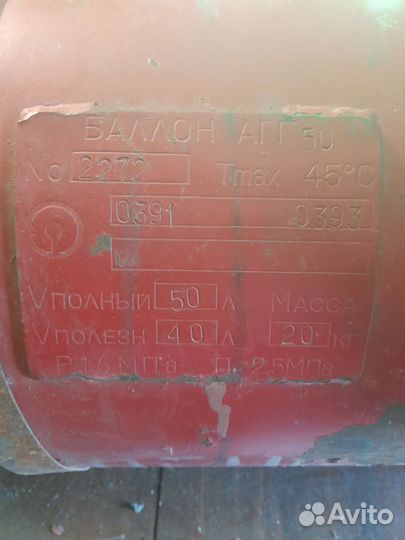 БАЛЛОН АГГ 50
No 2272 Tmax 45°C
0391 0393
Vполный 50 л МАССА
Vполезн 40 л 20 кг
Р 1,6 МПа П 2,5МПа
Avito